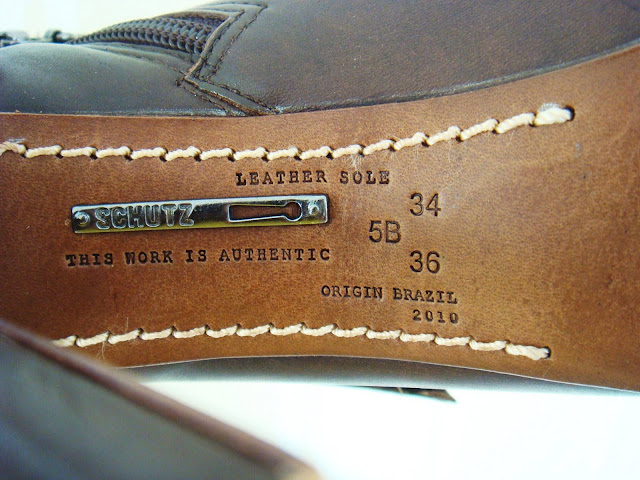 LEATHER SOLE
SCHUTZ
THIS WORK IS AUTHENTIC
34
5B
36
ORIGIN BRAZIL
2010